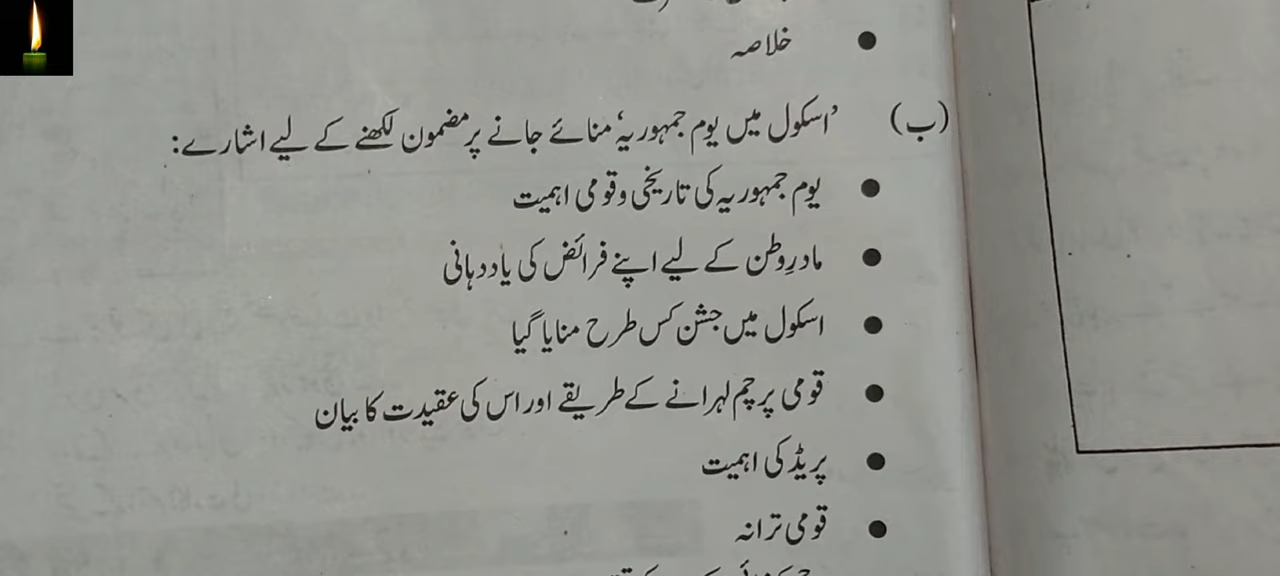 ● خلاصہ
(ب) ’اسکول میں یوم جمہوریہ‘ منائے جانے پر مضمون لکھنے کے لیے اشارے:
● یوم جمہوریہ کی تاریخی و قومی اہمیت
● مادرِ وطن کے لیے اپنے فرائض کی یاد دہانی
● اسکول میں جشن کس طرح منایا گیا
● قومی پرچم لہرانے کے طریقے اور اس کی عقیدت کا بیان
● پریڈ کی اہمیت
● قومی ترانہ